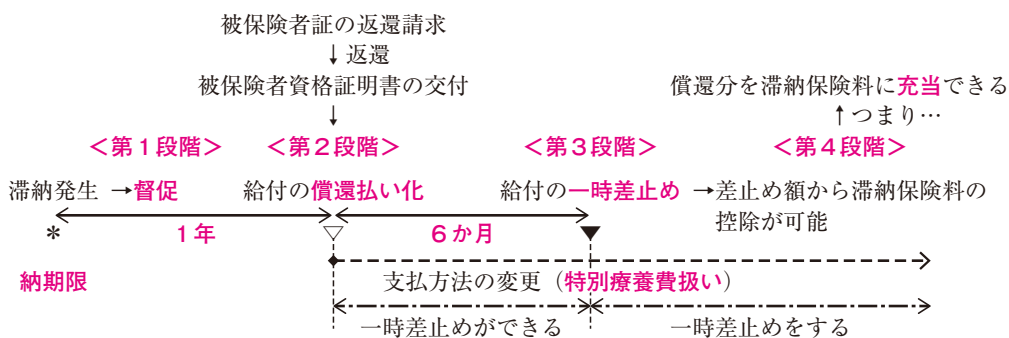 被保険者証の返還請求
↓返還
被保険者資格証明書の交付
償還分を滞納保険料に充当できる
↓
↑つまり…
＜第１段階＞ ＜第２段階＞ ＜第３段階＞ ＜第４段階＞
滞納発生 →督促 給付の償還払い化 給付の一時差止め →差止め額から滞納保険料の
控除が可能
＊ 1年 ▽ 6か月 ▼
納期限
支払方法の変更（特別療養費扱い）
一時差止めができる 一時差止めをする